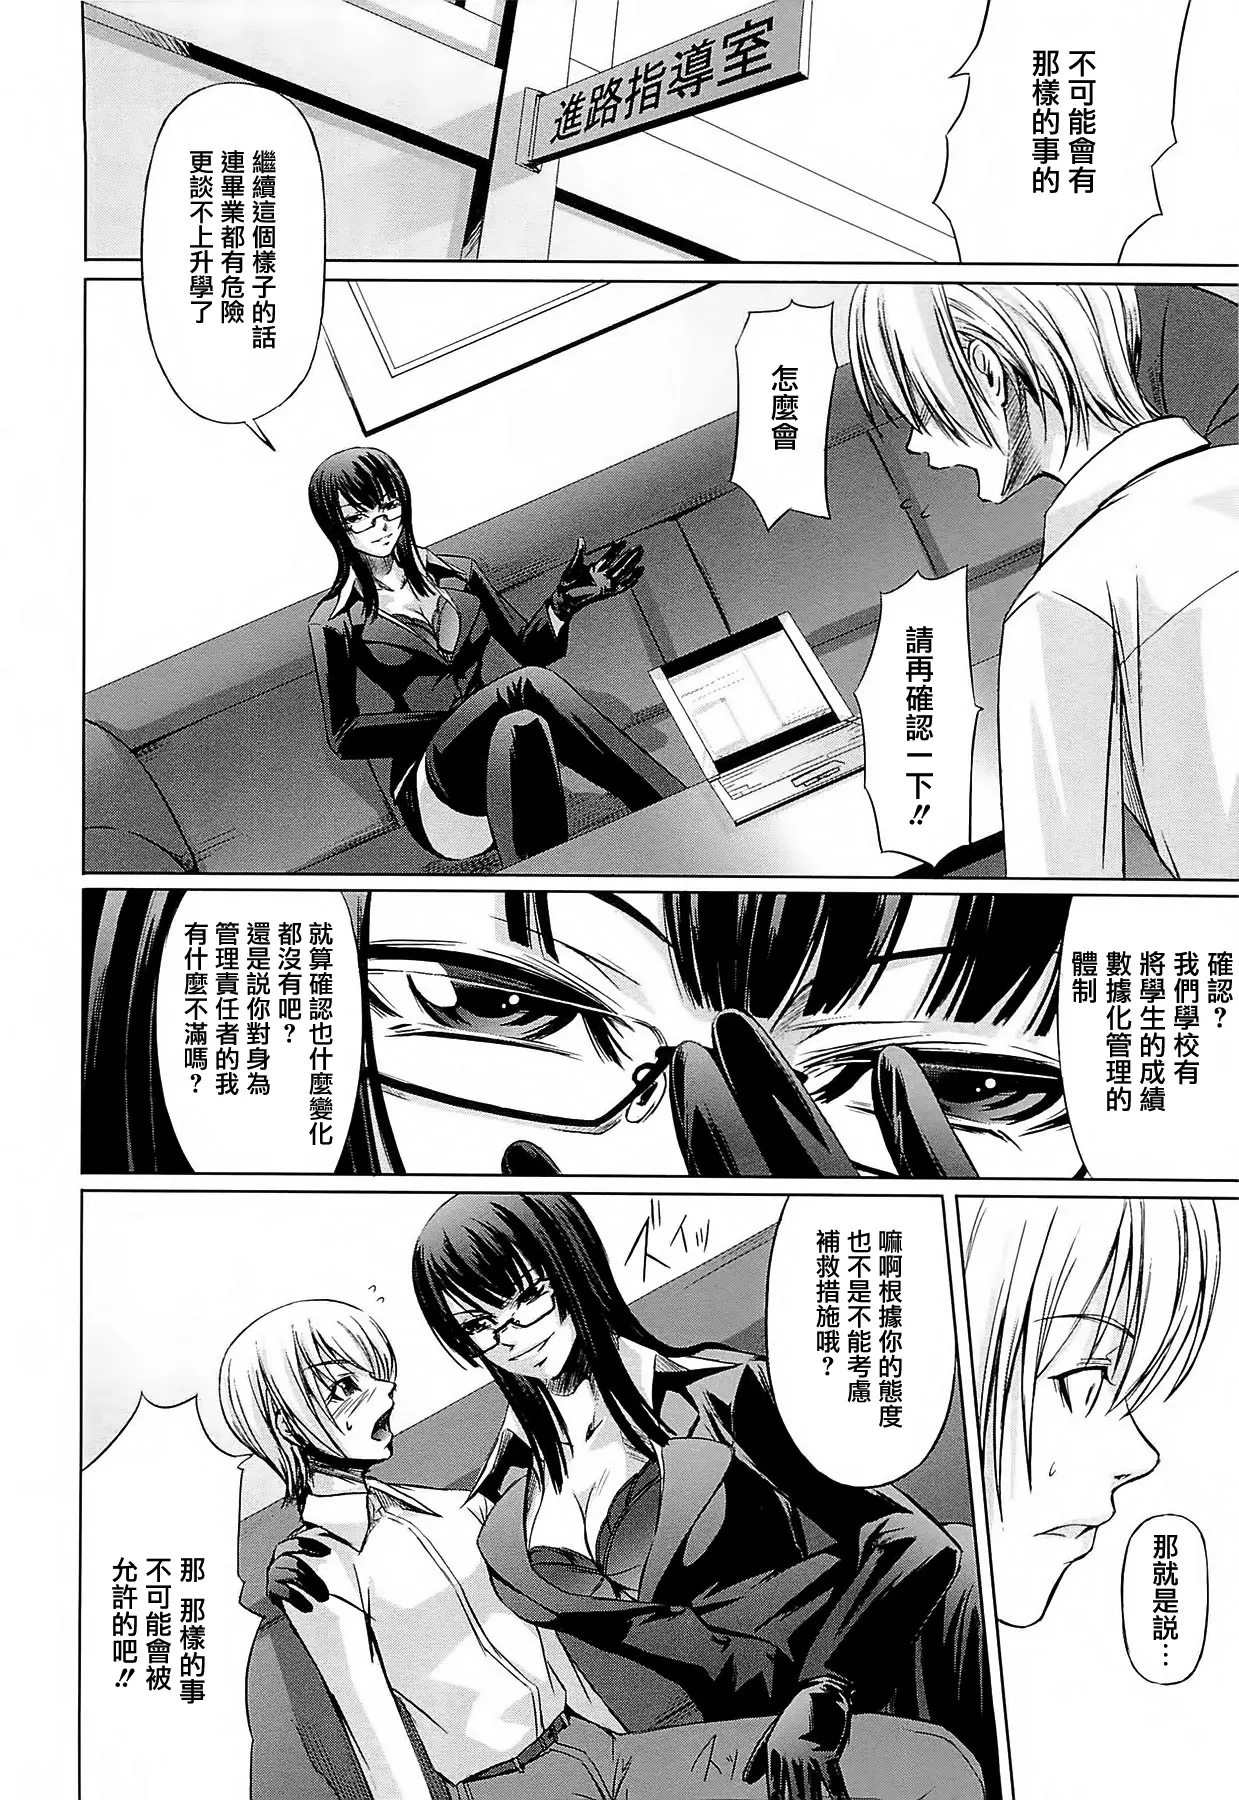 不可能會有
那樣的事的
進路指導室
繼續這個樣子的話
連畢業都有危險
更談不上升學了
怎麼會
請再確認一下!!
確認?
我們學校有
將學生的成績
數據化管理的
體制
就算確認也什麼變化
都沒有吧?
還是說你對身為
管理責任者的我
有什麼不滿嗎?
那就是説…
嘛啊根據你的態度
也不是不能考慮
補救措施哦?
ズイッ
那 那樣的事
不可能會被
允許的吧!!
ズッ